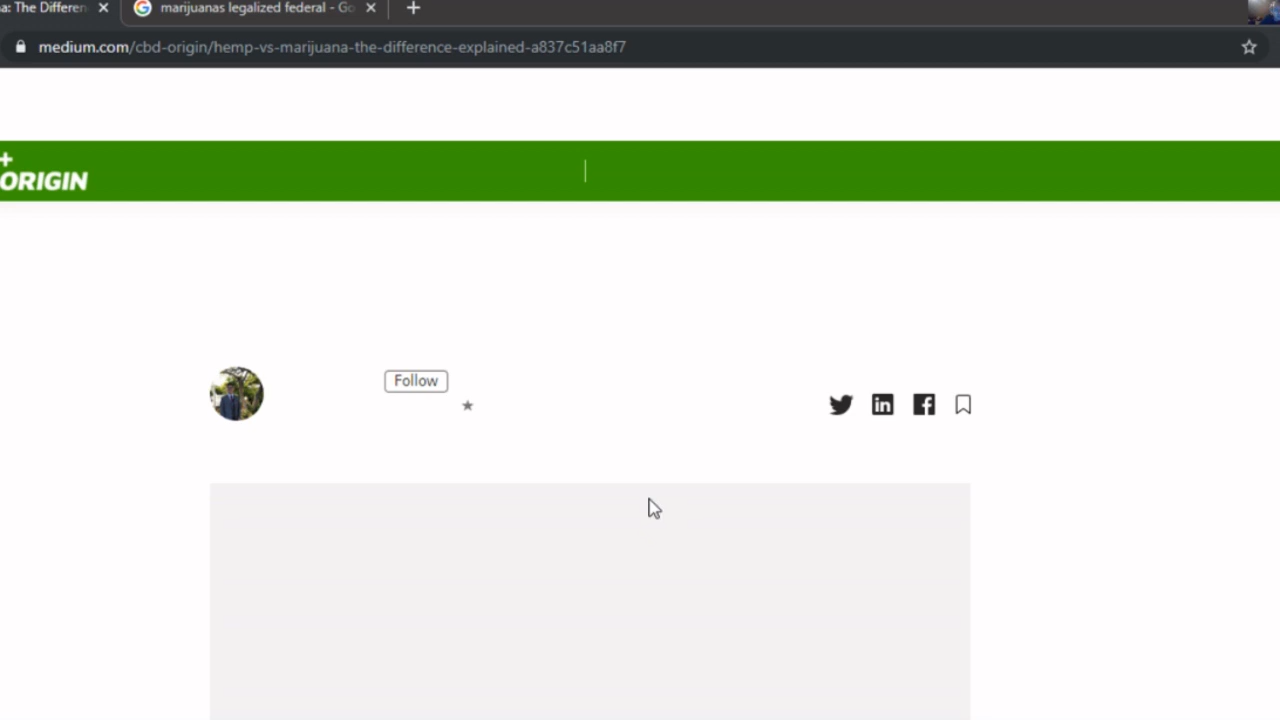 a: The Differen
marijuanas legalized federal - Go
medium.com/cbd-origin/hemp-vs-marijuana-the-difference-explained-a837c51aa8f7
+
ORIGIN
Follow